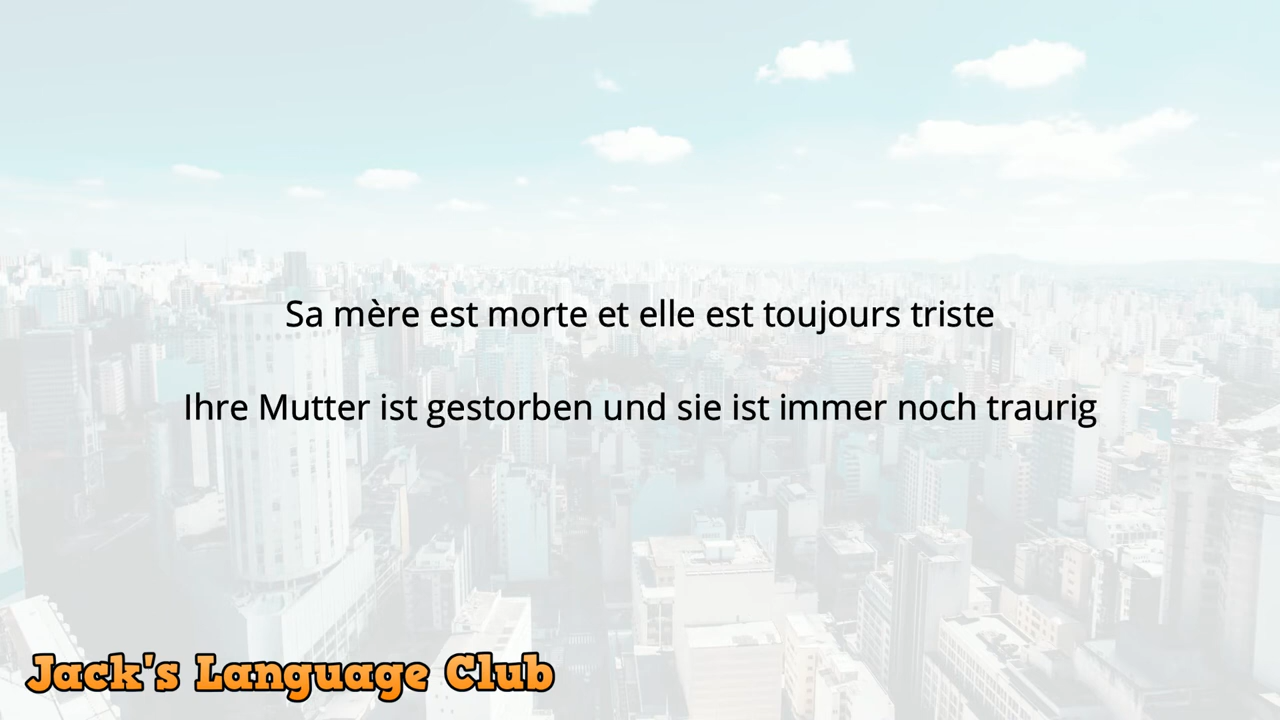 Sa mère est morte et elle est toujours triste
Ihre Mutter ist gestorben und sie ist immer noch traurig
Jack's Language Club